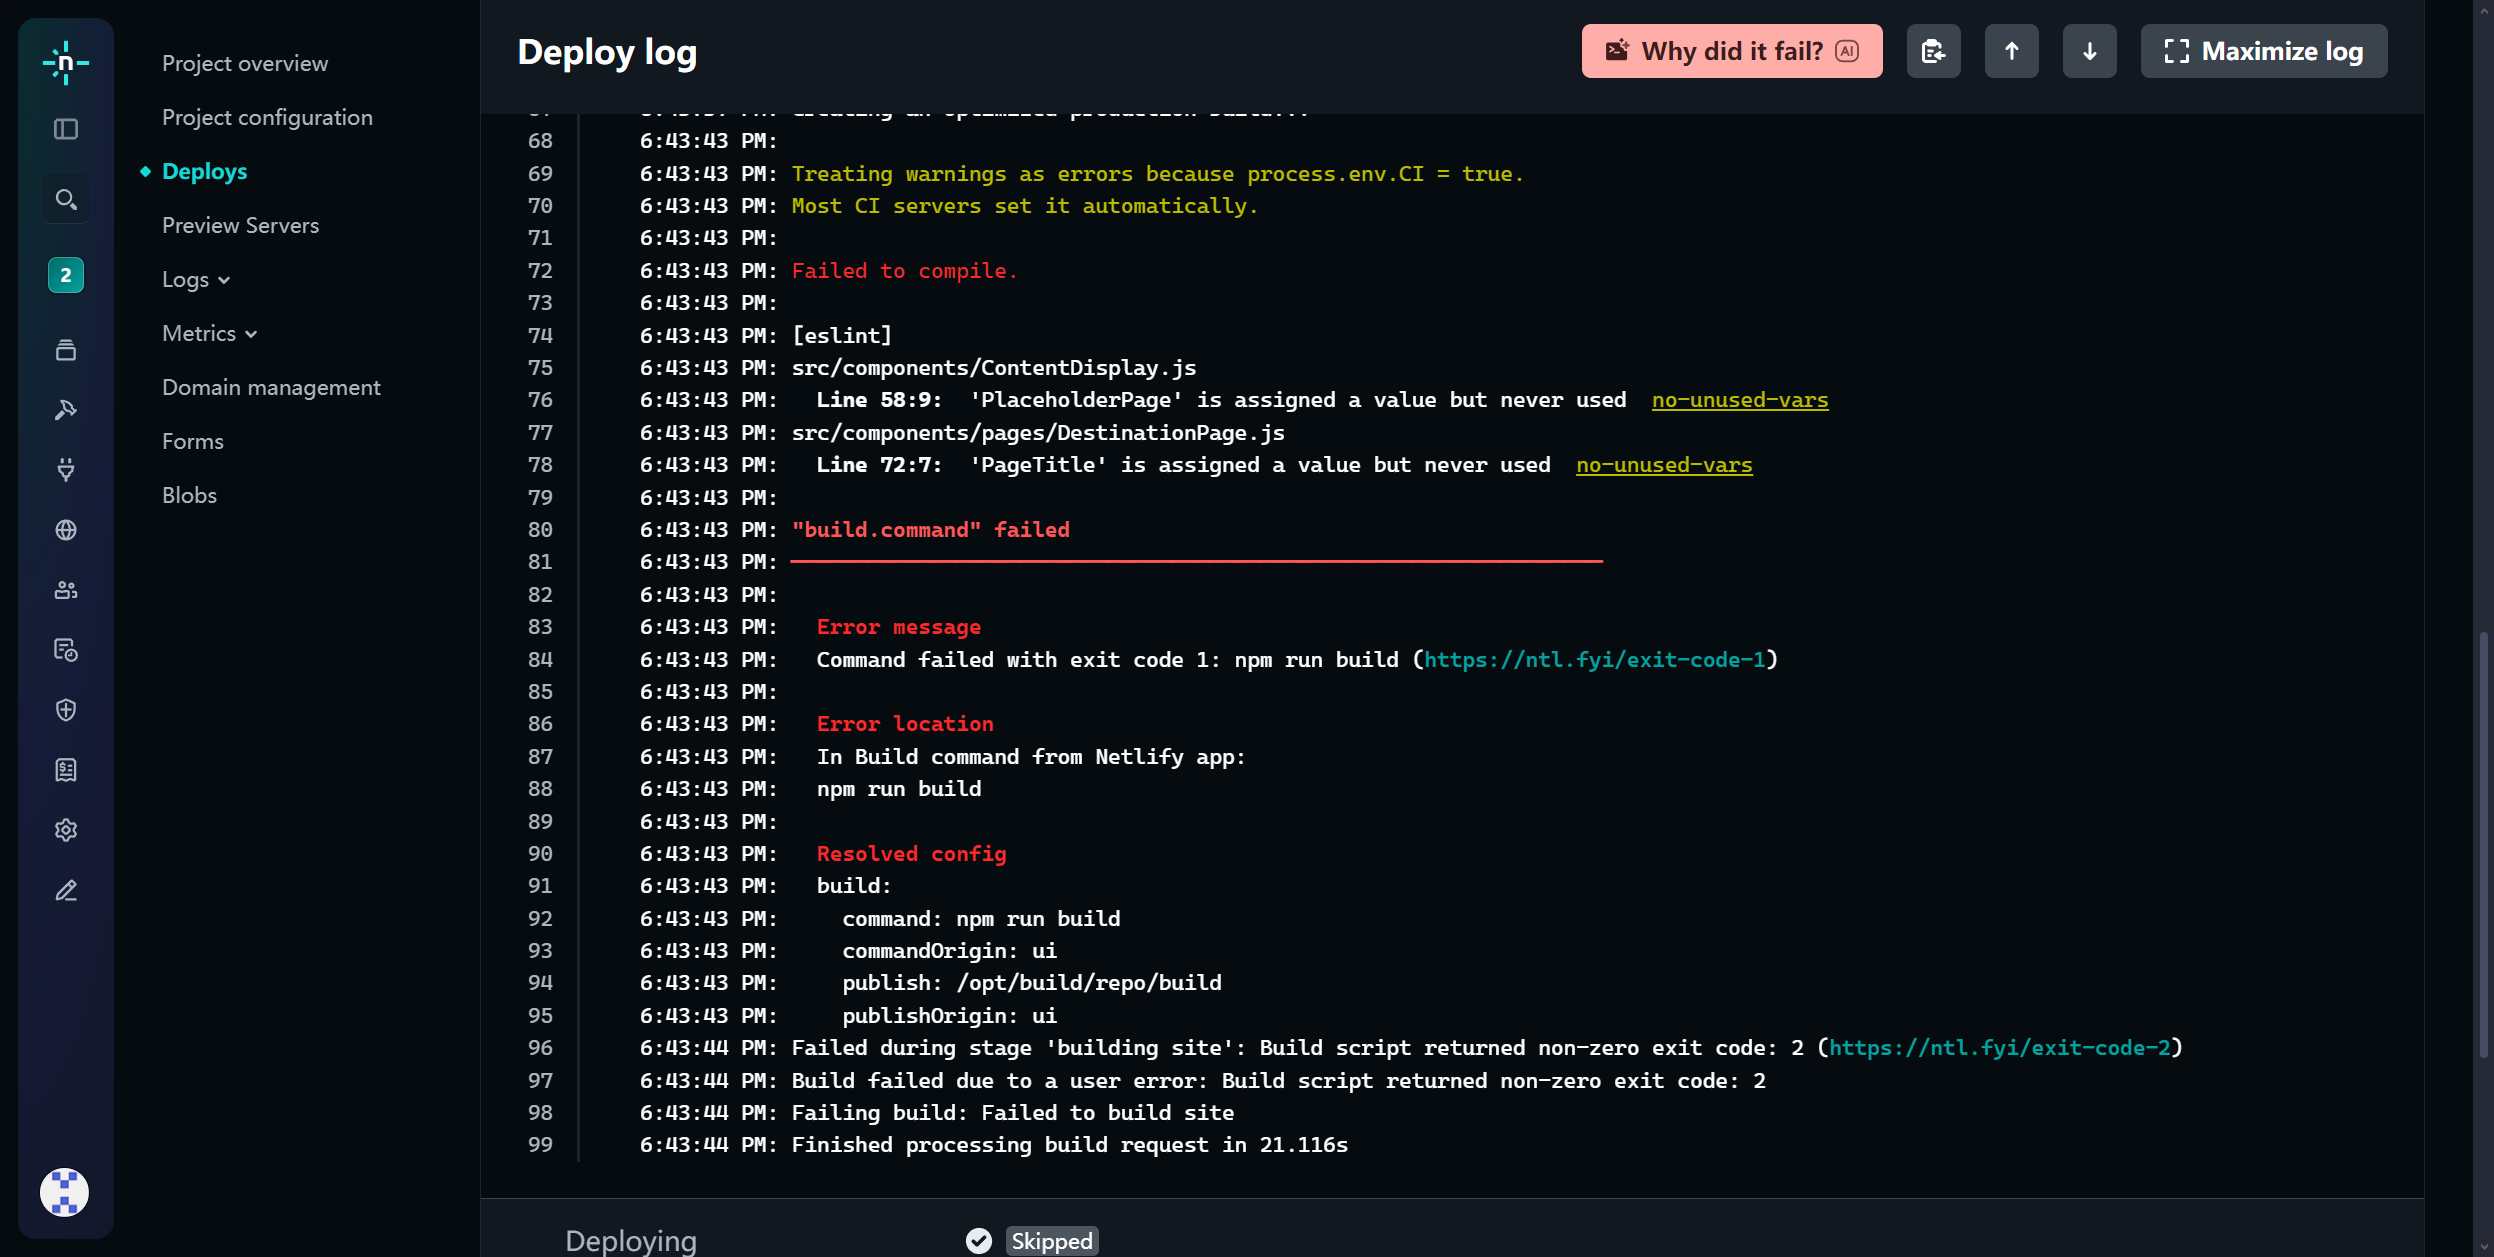 n
2
Project overview
Project configuration
Deploys
Preview Servers
Logs
Metrics
Domain management
Forms
Blobs
Deploy log
Why did it fail? AI
Maximize log
68 6:43:43 PM:
69 6:43:43 PM: Treating warnings as errors because process.env.CI = true.
70 6:43:43 PM: Most CI servers set it automatically.
71 6:43:43 PM:
72 6:43:43 PM: Failed to compile.
73 6:43:43 PM:
74 6:43:43 PM: [eslint]
75 6:43:43 PM: src/components/ContentDisplay.js
76 6:43:43 PM: Line 58:9: 'PlaceholderPage' is assigned a value but never used no-unused-vars
77 6:43:43 PM: src/components/pages/DestinationPage.js
78 6:43:43 PM: Line 72:7: 'PageTitle' is assigned a value but never used no-unused-vars
79 6:43:43 PM:
80 6:43:43 PM: "build.command" failed
81 6:43:43 PM: ────────────────────────────────────────────────────────────────
82 6:43:43 PM:
83 6:43:43 PM: Error message
84 6:43:43 PM: Command failed with exit code 1: npm run build (https://ntl.fyi/exit-code-1)
85 6:43:43 PM:
86 6:43:43 PM: Error location
87 6:43:43 PM: In Build command from Netlify app:
88 6:43:43 PM: npm run build
89 6:43:43 PM:
90 6:43:43 PM: Resolved config
91 6:43:43 PM: build:
92 6:43:43 PM: command: npm run build
93 6:43:43 PM: commandOrigin: ui
94 6:43:43 PM: publish: /opt/build/repo/build
95 6:43:43 PM: publishOrigin: ui
96 6:43:44 PM: Failed during stage 'building site': Build script returned non-zero exit code: 2 (https://ntl.fyi/exit-code-2)
97 6:43:44 PM: Build failed due to a user error: Build script returned non-zero exit code: 2
98 6:43:44 PM: Failing build: Failed to build site
99 6:43:44 PM: Finished processing build request in 21.116s
Deploying Skipped